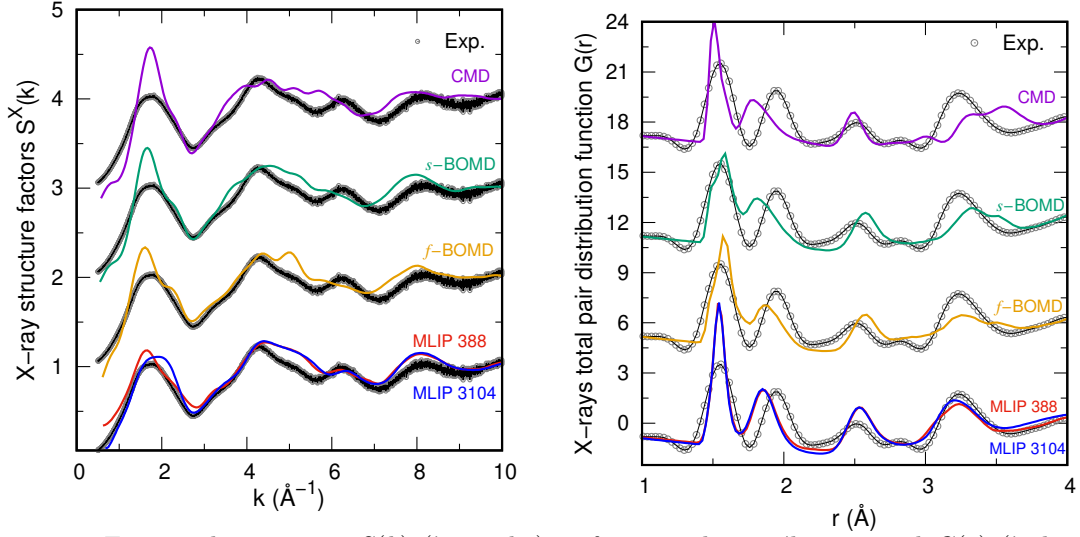 X-ray structure factors S^X(k)
5
4
3
2
1
0
2
4
6
8
10
k (Å⁻¹)
Exp.
CMD
s-BOMD
f-BOMD
MLIP 388
MLIP 3104
X-rays total pair distribution function G(r)
24
21
18
15
12
9
6
3
0
1
2
3
4
r (Å)
Exp.
CMD
s-BOMD
f-BOMD
MLIP 388
MLIP 3104